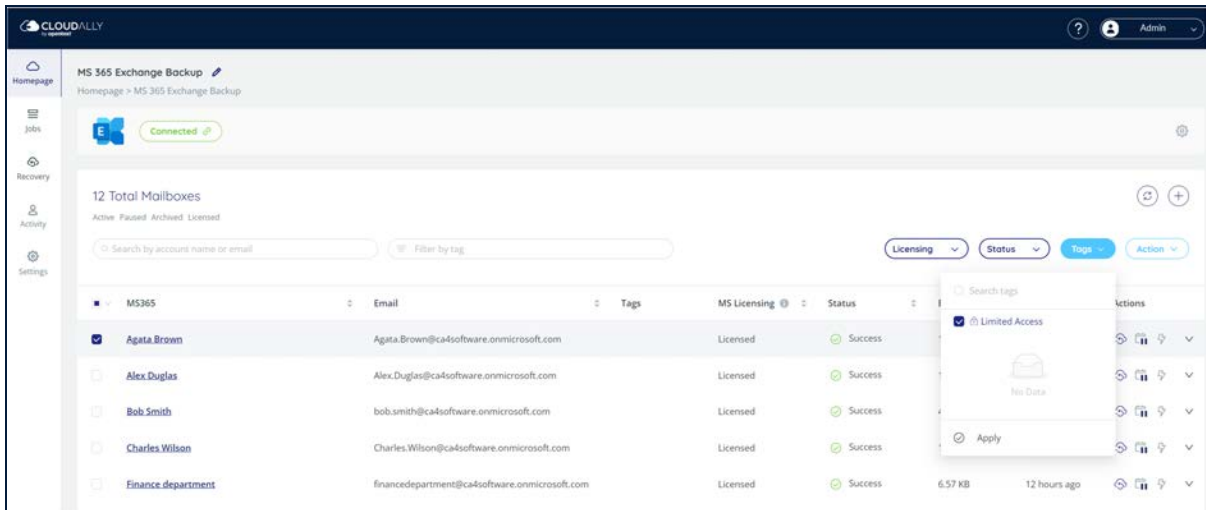 CLOUDALLY
by opentext
? Admin
Homepage
Jobs
Recovery
Activity
Settings
MS 365 Exchange Backup
Homepage > MS 365 Exchange Backup
E Connected
12 Total Mailboxes
Active Paused Archived Licensed
Search by account name or email Filter by tag Licensing Status Tags Action
Search tags
Limited Access
No Data
Apply
MS365 Email Tags MS Licensing Status Actions
Agata Brown Agata.Brown@ca4software.onmicrosoft.com Licensed Success
Alex Duglas Alex.Duglas@ca4software.onmicrosoft.com Licensed Success
Bob Smith bob.smith@ca4software.onmicrosoft.com Licensed Success
Charles Wilson Charles.Wilson@ca4software.onmicrosoft.com Licensed Success
Finance department financedepartment@ca4software.onmicrosoft.com Licensed Success 6.57 KB 12 hours ago